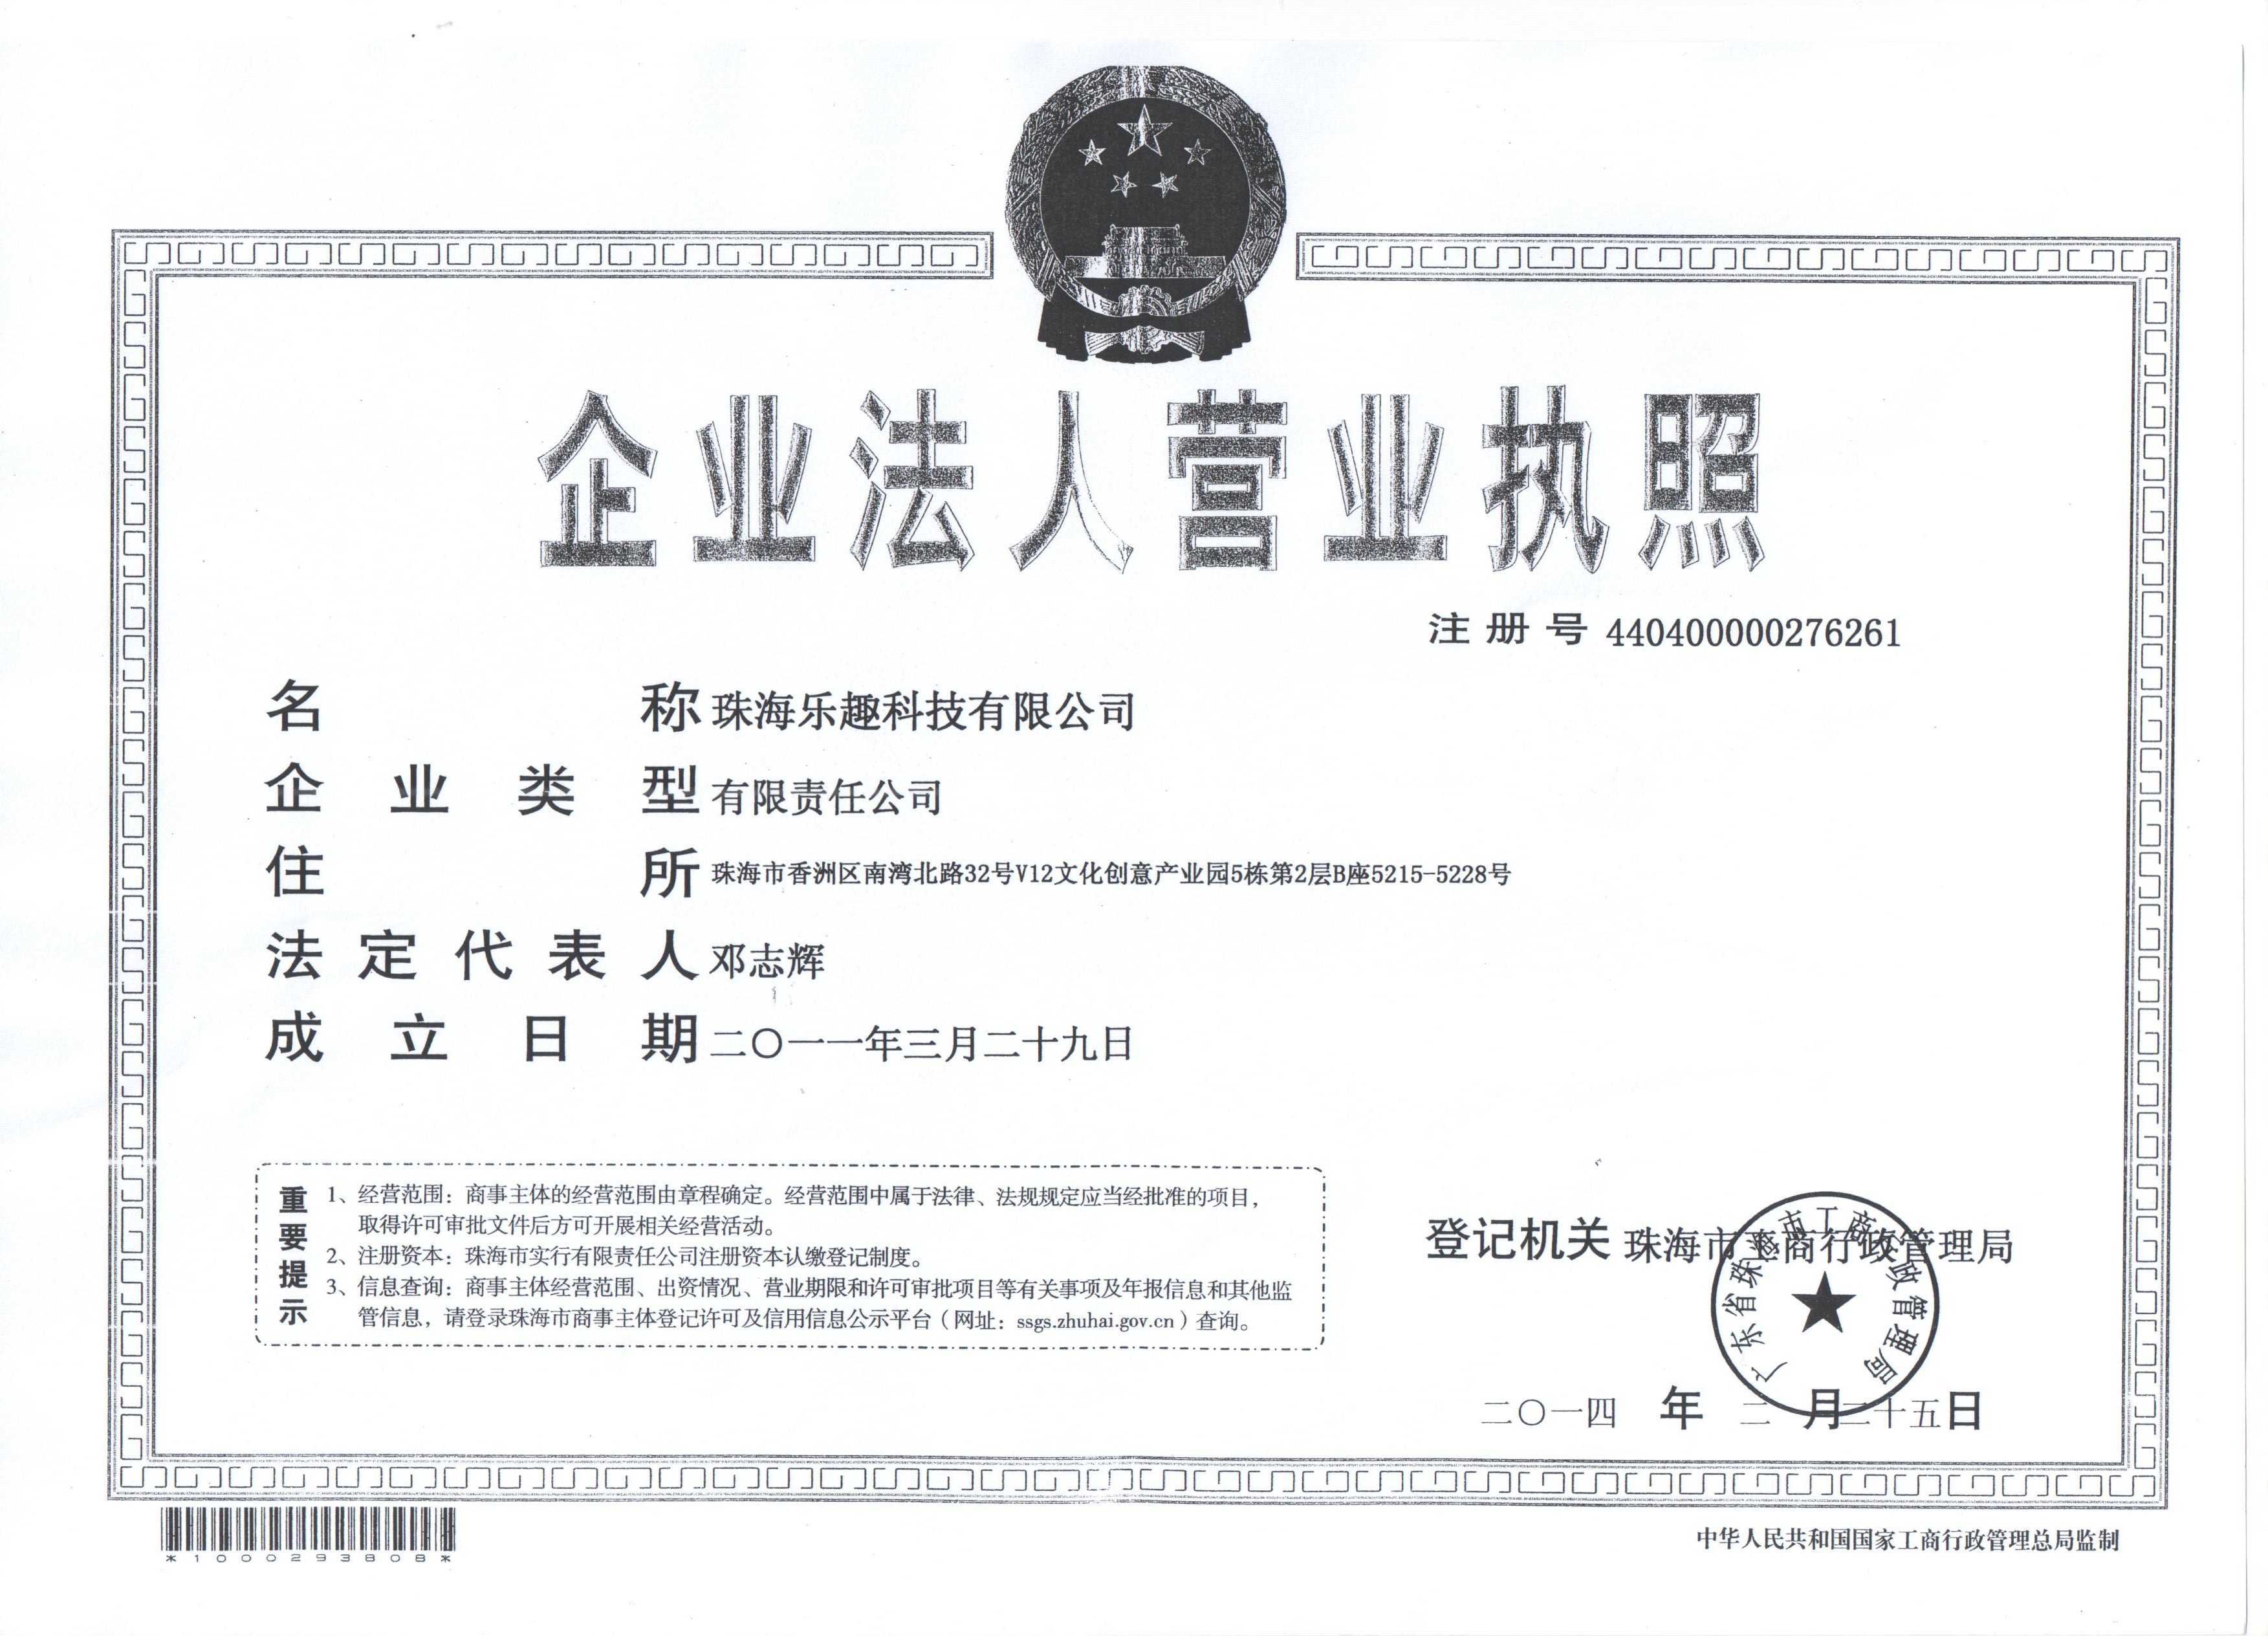 企业法人营业执照
注册号 440400000276261
名称 珠海乐趣科技有限公司
企业类型 有限责任公司
住所 珠海市香洲区南湾北路32号V12文化创意产业园5栋第2层B座5215-5228号
法定代表人 邓志辉
成立日期 二〇一一年三月二十九日
重要提示
1、经营范围：商事主体的经营范围由章程确定。经营范围中属于法律、法规规定应当经批准的项目，
取得许可审批文件后方可开展相关经营活动。
2、注册资本：珠海市实行有限责任公司注册资本认缴登记制度。
3、信息查询：商事主体经营范围、出资情况、营业期限和许可审批项目等有关事项及年报信息和其他监
管信息，请登录珠海市商事主体登记许可及信用信息公示平台（网址：ssgs.zhuhai.gov.cn）查询。
登记机关 珠海市工商行政管理局
广东省珠海市工商行政管理局
二〇一四 年 二 月二十五日
*1000293808*
中华人民共和国国家工商行政管理总局监制